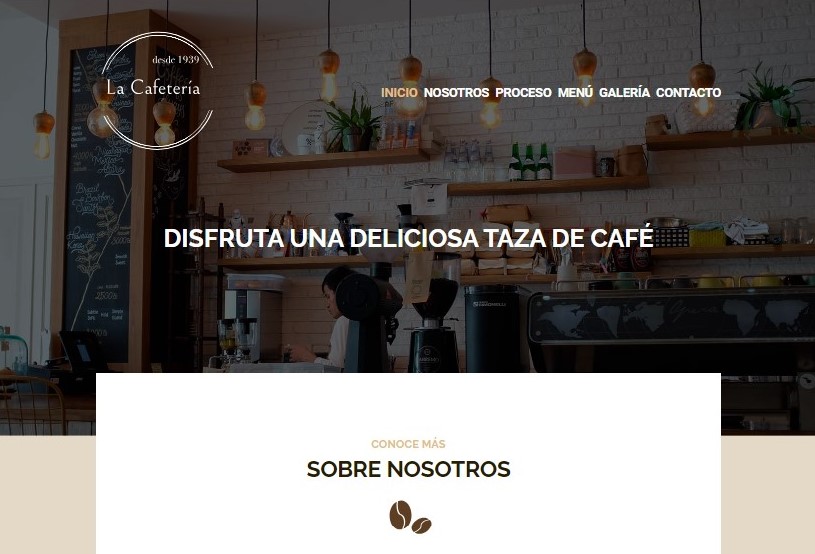 desde 1939
La Cafetería
INICIO NOSOTROS PROCESO MENÚ GALERÍA CONTACTO
DISFRUTA UNA DELICIOSA TAZA DE CAFÉ
CONOCE MÁS
SOBRE NOSOTROS